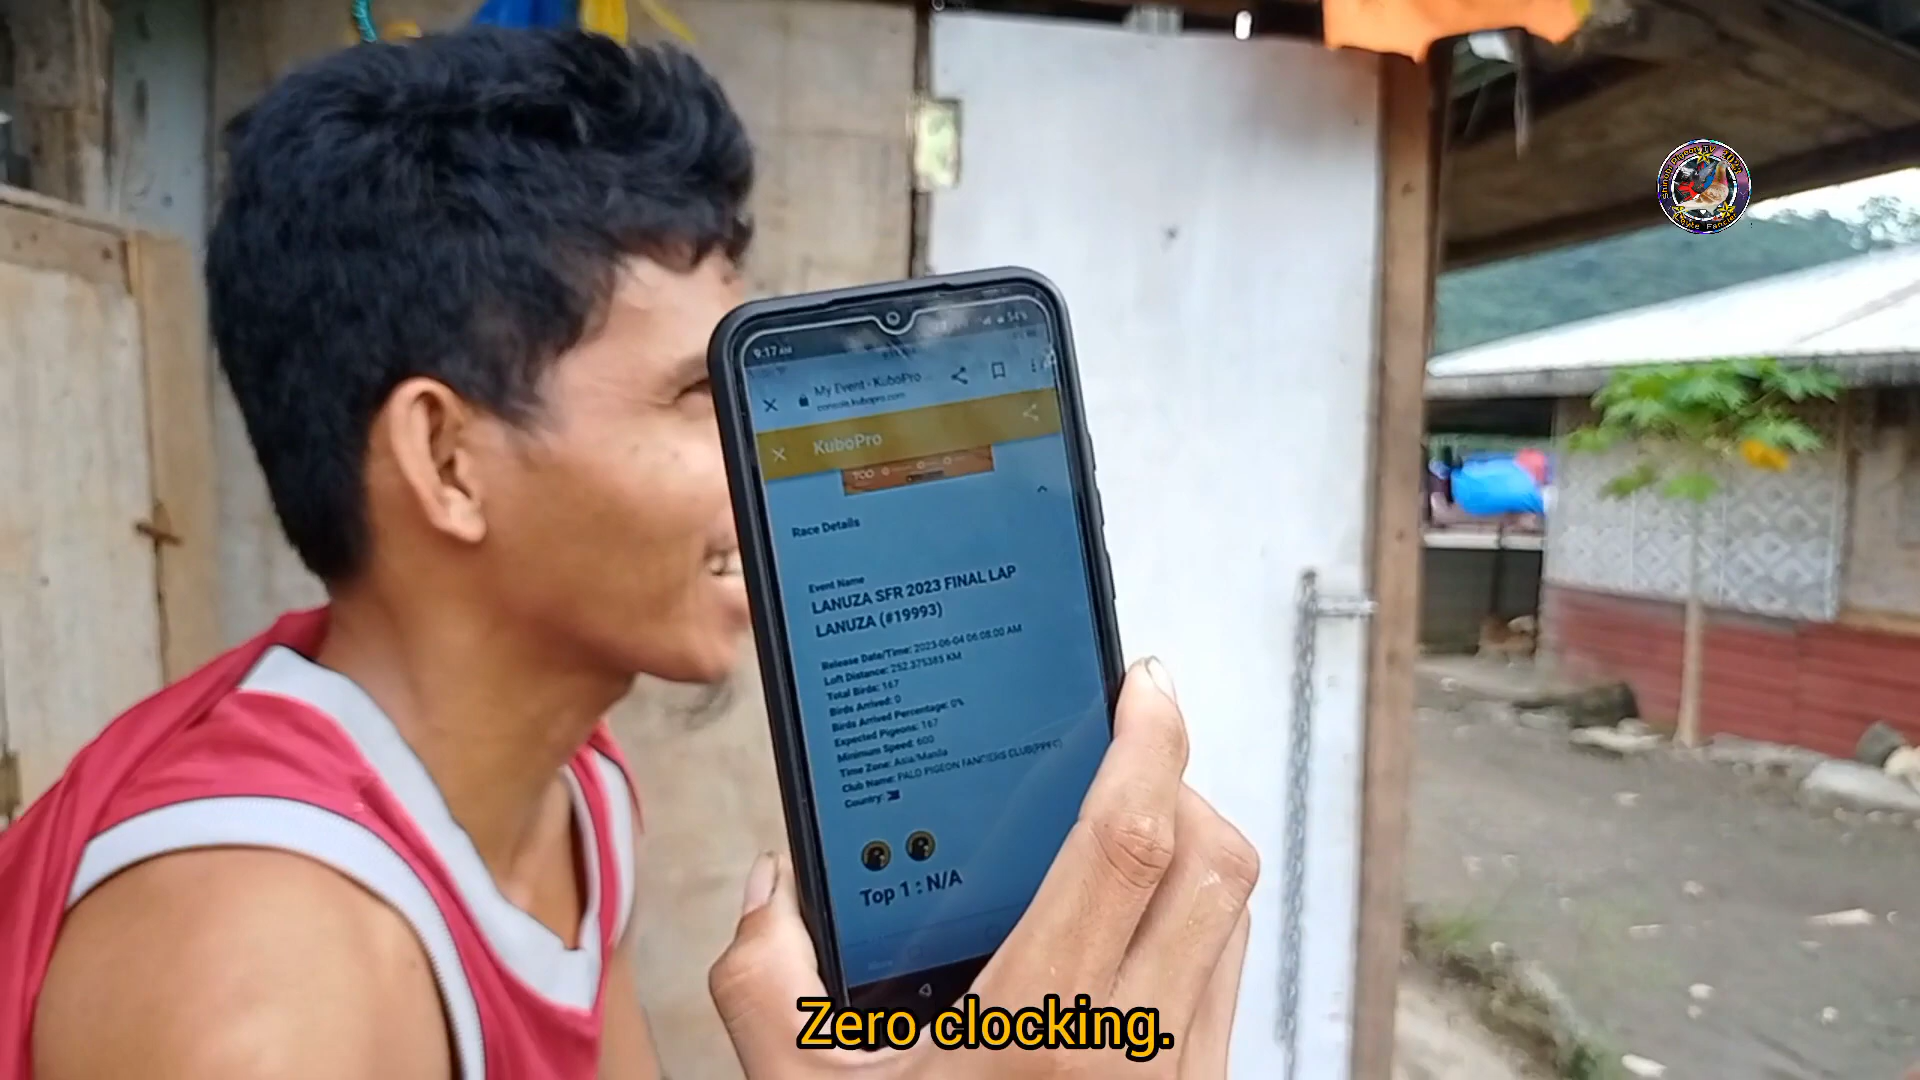 9:17 AM
54%
My Event - KuboPro
console.kubopro.com
KuboPro
Race Details
Event Name
LANUZA SFR 2023 FINAL LAP
LANUZA (#19993)
Release Date/Time: 2023-06-04 06:08:00 AM
Loft Distance: 252.375385 KM
Total Birds: 167
Birds Arrived: 0
Birds Arrived Percentage: 0%
Expected Pigeons: 167
Minimum Speed: 600
Time Zone: Asia/Manila
Club Name: PALO PIGEON FANCIERS CLUB(PPFC)
Country:
Top 1 : N/A
Zero clocking.